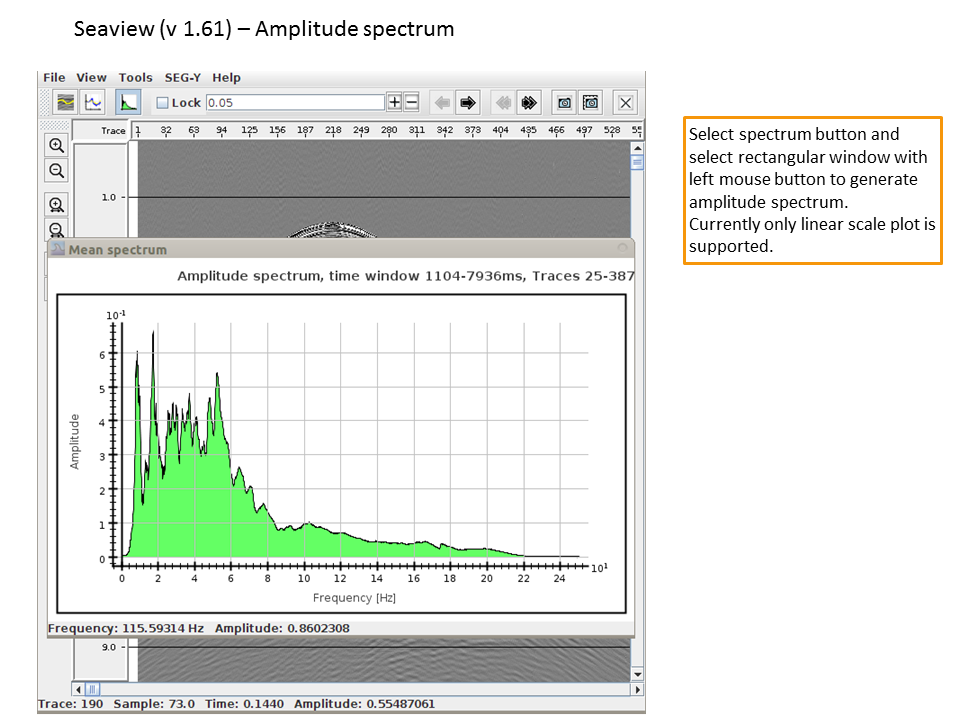 Seaview (v 1.61) – Amplitude spectrum
File View Tools SEG-Y Help
Lock 0.05
Trace 1 32 63 94 125 156 187 218 249 280 311 342 373 404 435 466 497 528
Select spectrum button and
select rectangular window with
left mouse button to generate
amplitude spectrum.
Currently only linear scale plot is
supported.
1.0
Mean spectrum
Amplitude spectrum, time window 1104-7936ms, Traces 25-387
10⁻¹
6
5
4
3
2
1
0
Amplitude
0 2 4 6 8 10 12 14 16 18 20 22 24
10¹
Frequency [Hz]
Frequency: 115.59314 Hz Amplitude: 0.8602308
9.0
Trace: 190 Sample: 73.0 Time: 0.1440 Amplitude: 0.55487061